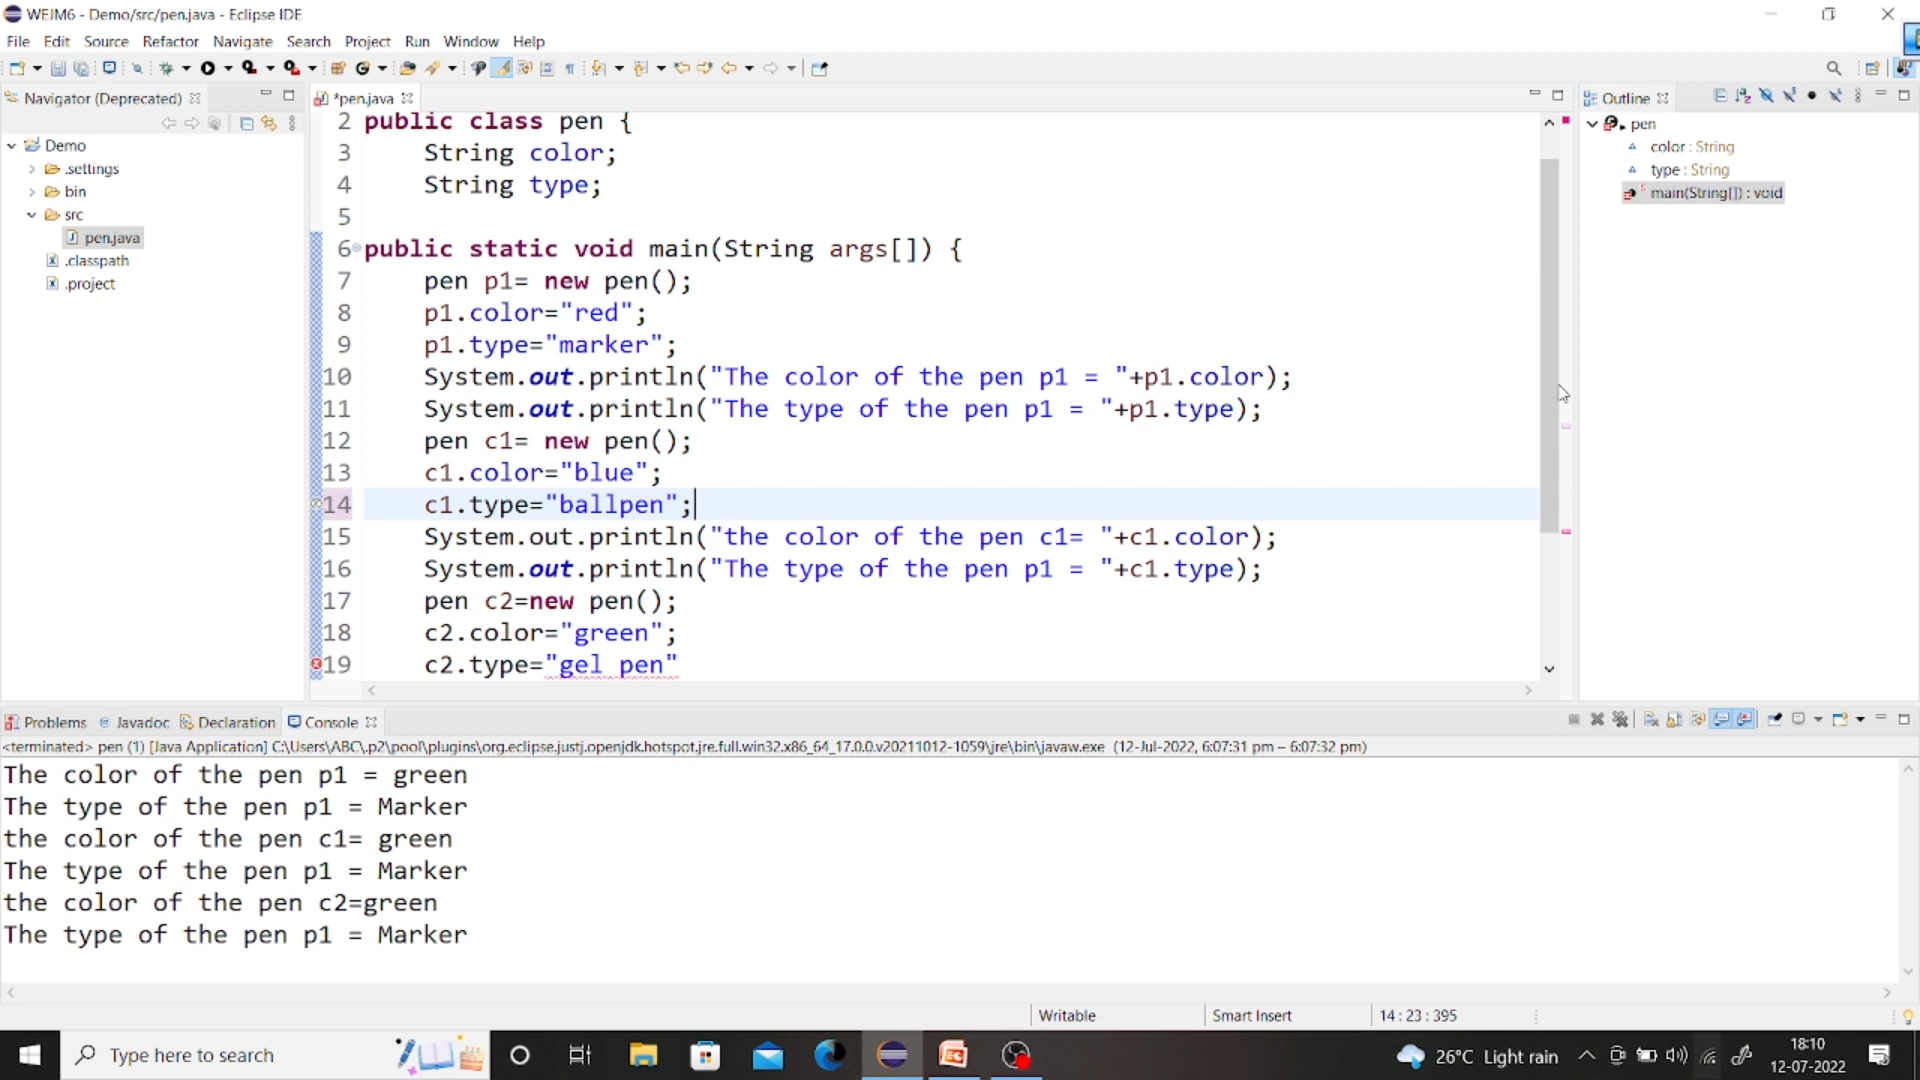 WEJM6 - Demo/src/pen.java - Eclipse IDE
File Edit Source Refactor Navigate Search Project Run Window Help
Navigator (Deprecated)
Demo
.settings
bin
src
pen.java
.classpath
.project
*pen.java
2 public class pen {
3 String color;
4 String type;
5
6 public static void main(String args[]) {
7 pen p1= new pen();
8 p1.color="red";
9 p1.type="marker";
10 System.out.println("The color of the pen p1 = "+p1.color);
11 System.out.println("The type of the pen p1 = "+p1.type);
12 pen c1= new pen();
13 c1.color="blue";
14 c1.type="ballpen";
15 System.out.println("the color of the pen c1= "+c1.color);
16 System.out.println("The type of the pen p1 = "+c1.type);
17 pen c2=new pen();
18 c2.color="green";
19 c2.type="gel pen"
Outline
pen
color : String
type : String
main(String[]) : void
Problems Javadoc Declaration Console
<terminated> pen (1) [Java Application] C:\Users\ABC\.p2\pool\plugins\org.eclipse.justj.openjdk.hotspot.jre.full.win32.x86_64_17.0.0.v20211012-1059\jre\bin\javaw.exe (12-Jul-2022, 6:07:31 pm – 6:07:32 pm)
The color of the pen p1 = green
The type of the pen p1 = Marker
the color of the pen c1= green
The type of the pen p1 = Marker
the color of the pen c2=green
The type of the pen p1 = Marker
Writable Smart Insert 14 : 23 : 395
Type here to search
26°C Light rain
18:10
12-07-2022